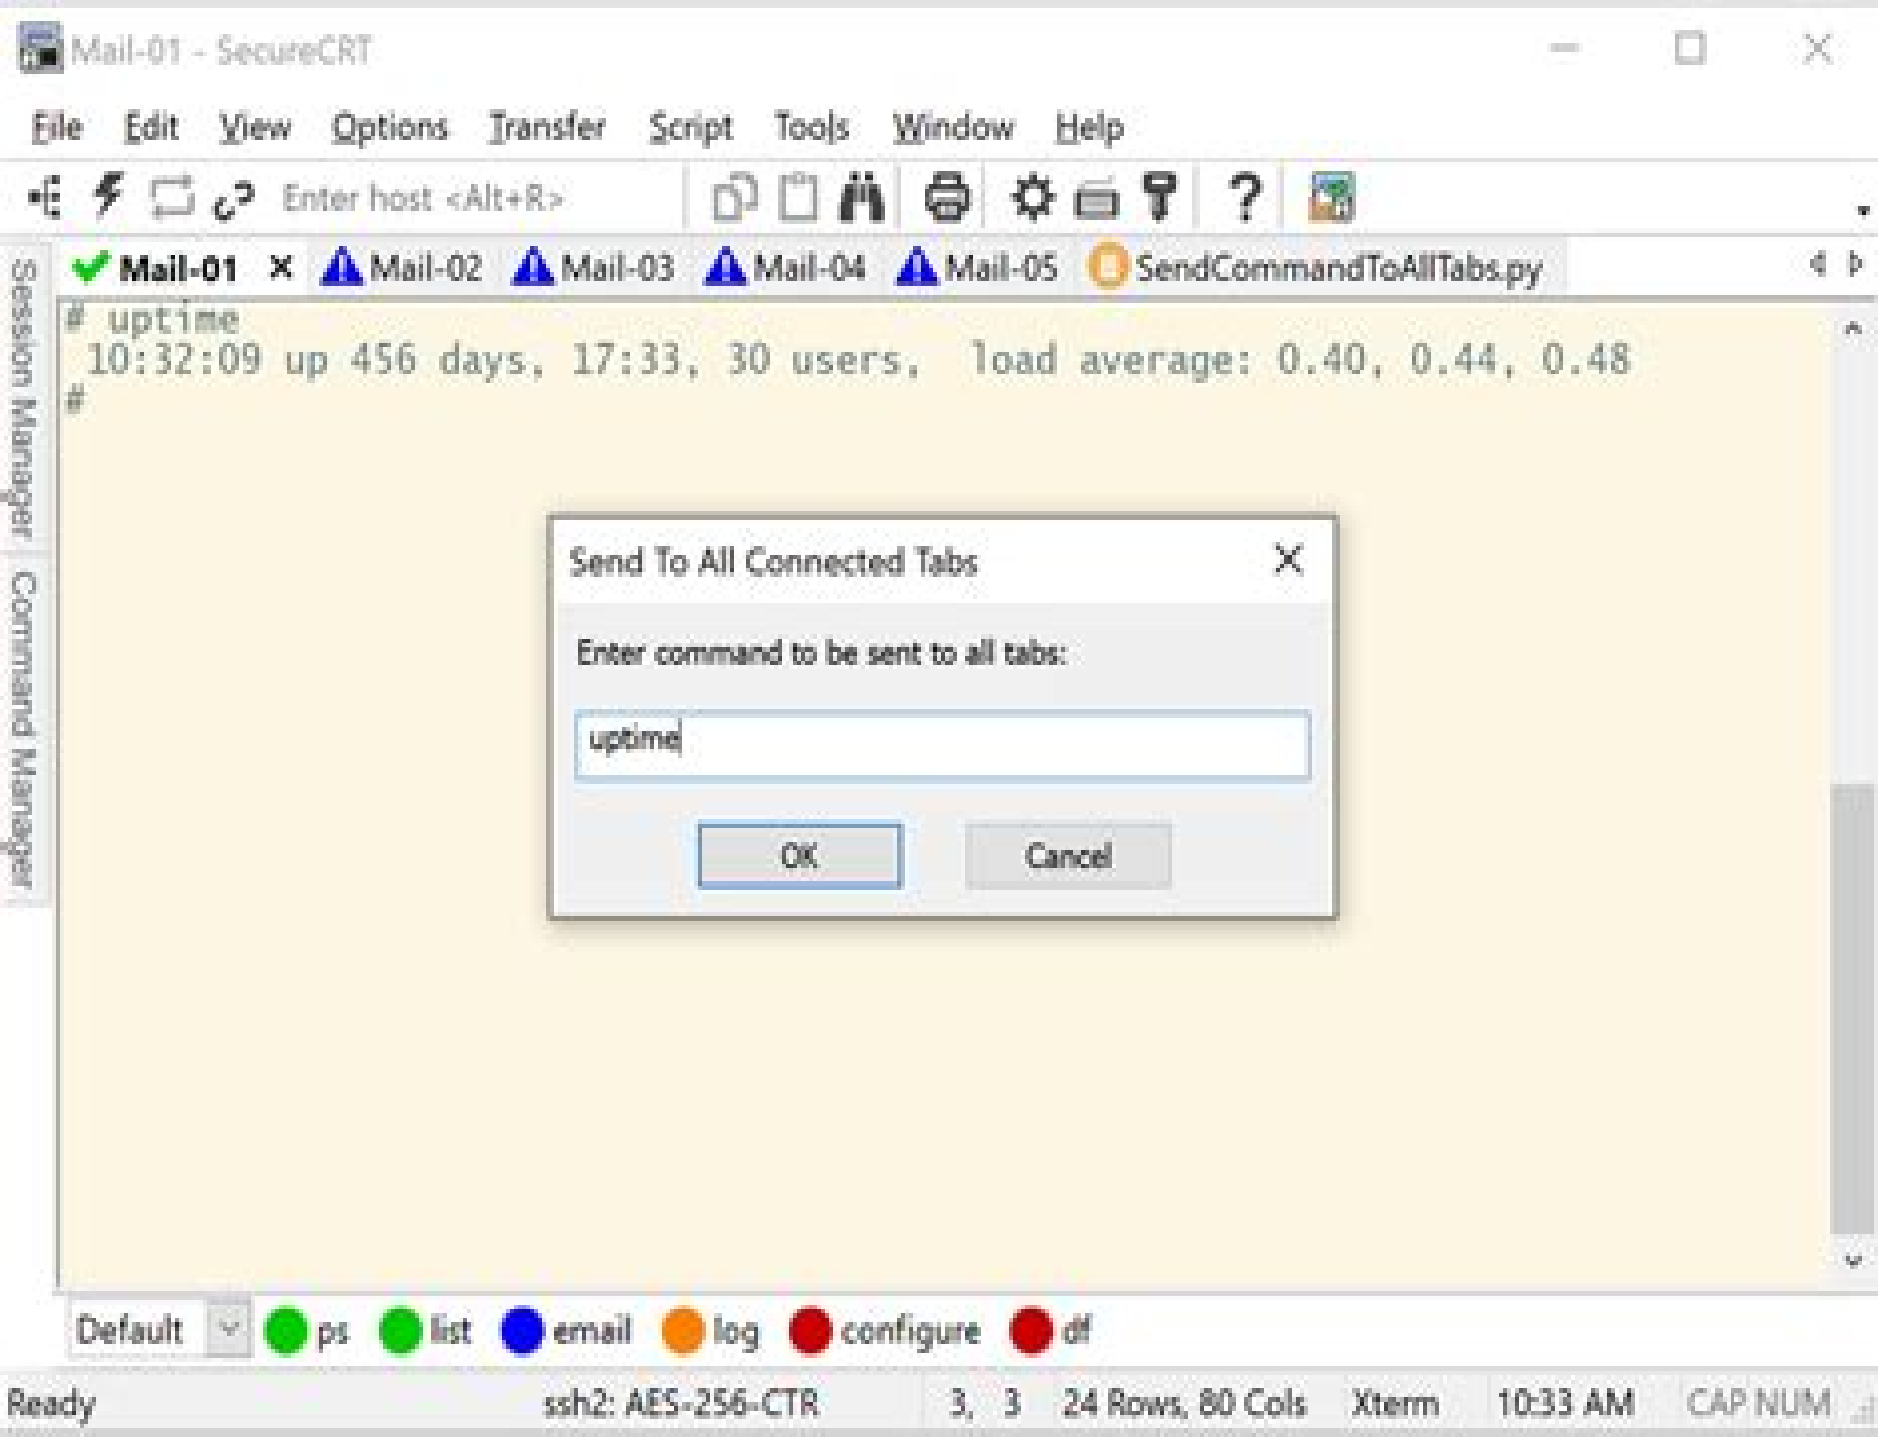 Mail-01 - SecureCRT
File Edit View Options Transfer Script Tools Window Help
Enter host <Alt+R>
Mail-01 Mail-02 Mail-03 Mail-04 Mail-05 SendCommandToAllTabs.py
Session Manager
Command Manager
# uptime
10:32:09 up 456 days, 17:33, 30 users, load average: 0.40, 0.44, 0.48
#
Send To All Connected Tabs
Enter command to be sent to all tabs:
uptime
OK Cancel
Default ps list email log configure df
Ready ssh2: AES-256-CTR 3, 3 24 Rows, 80 Cols Xterm 10:33 AM CAP NUM